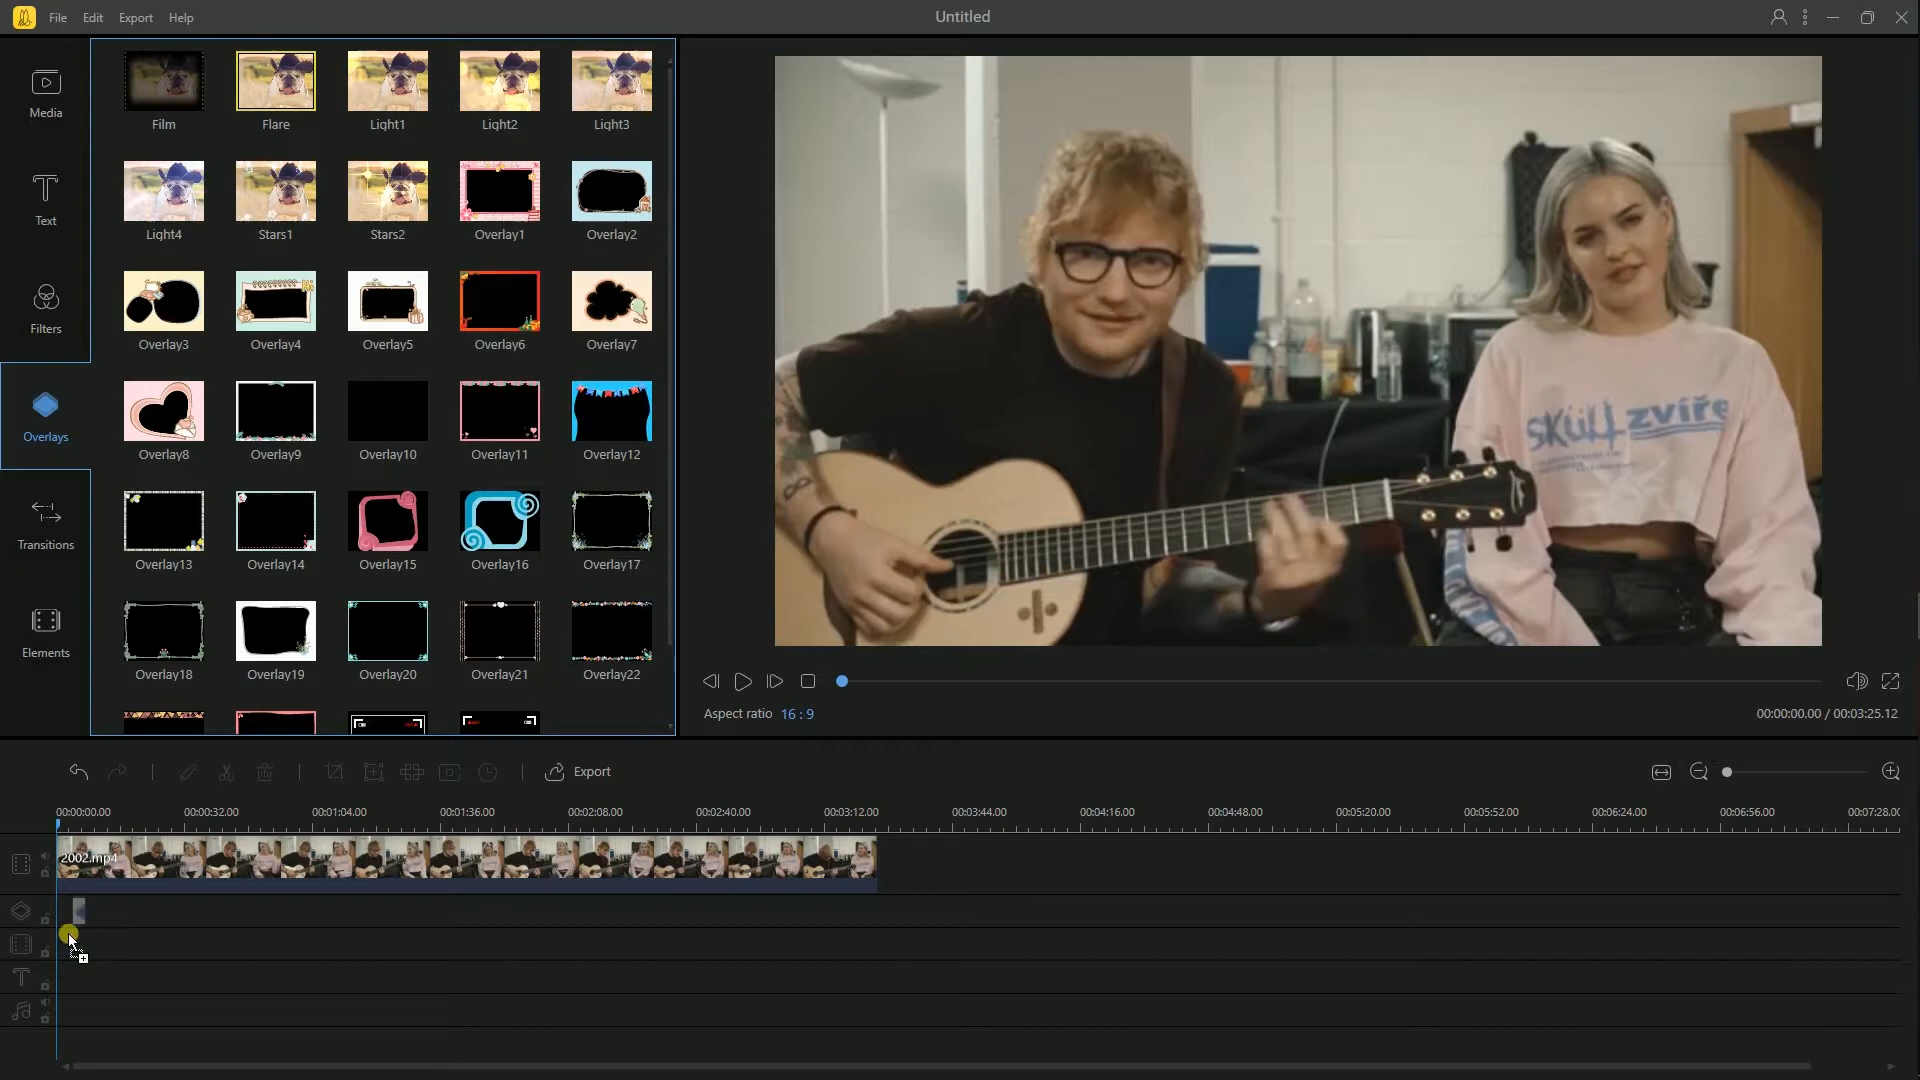 File Edit Export Help
Untitled
Media
Text
Filters
Overlays
Transitions
Elements
Film Flare Light1 Light2 Light3
Light4 Stars1 Stars2 Overlay1 Overlay2
Overlay3 Overlay4 Overlay5 Overlay6 Overlay7
Overlay8 Overlay9 Overlay10 Overlay11 Overlay12
Overlay13 Overlay14 Overlay15 Overlay16 Overlay17
Overlay18 Overlay19 Overlay20 Overlay21 Overlay22
SKÜLL zvíře
Aspect ratio 16 : 9
00:00:00.00 / 00:03:25.12
Export
00:00:00.00 00:00:32.00 00:01:04.00 00:01:36.00 00:02:08.00 00:02:40.00 00:03:12.00 00:03:44.00 00:04:16.00 00:04:48.00 00:05:20.00 00:05:52.00 00:06:24.00 00:06:56.00 00:07:28.00
2002.mp4